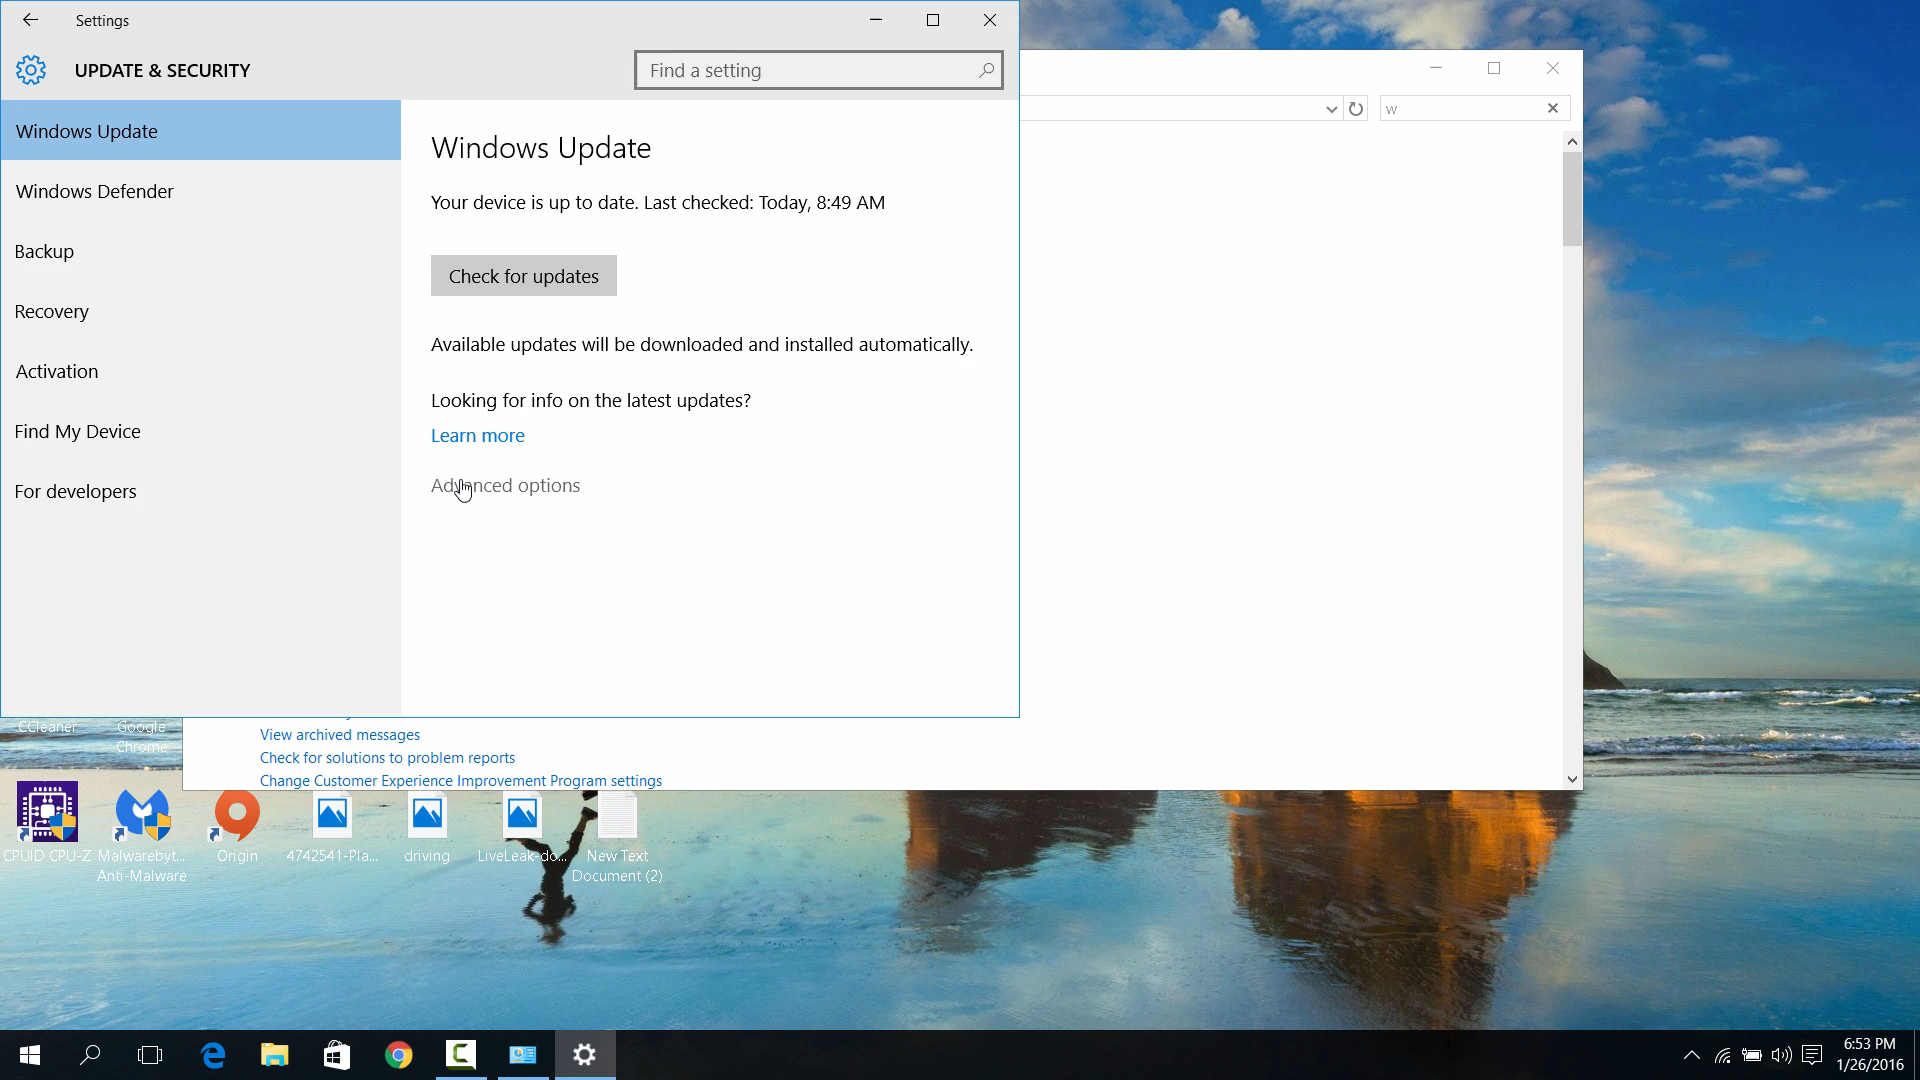 Settings
UPDATE & SECURITY
Find a setting
Windows Update
Windows Defender
Backup
Recovery
Activation
Find My Device
For developers
Windows Update
Your device is up to date. Last checked: Today, 8:49 AM
Check for updates
Available updates will be downloaded and installed automatically.
Looking for info on the latest updates?
Learn more
Advanced options
w
View archived messages
Check for solutions to problem reports
Change Customer Experience Improvement Program settings
CCleaner
Google
Chrome
CPUID CPU-Z
Malwarebyt...
Anti-Malware
Origin
4742541-Pla...
driving
LiveLeak-do...
New Text
Document (2)
6:53 PM
1/26/2016